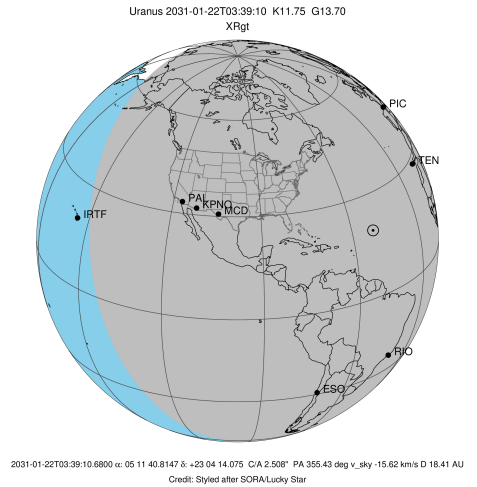 Uranus 2031-01-22T03:39:10 K11.75 G13.70
XRgt
PIC
TEN
PAL
KPNO
MCD
IRTF
RIO
ESO
2031-01-22T03:39:10.6800 α: 05 11 40.8147 δ: +23 04 14.075 C/A 2.508" PA 355.43 deg v_sky -15.62 km/s D 18.41 AU
Credit: Styled after SORA/Lucky Star